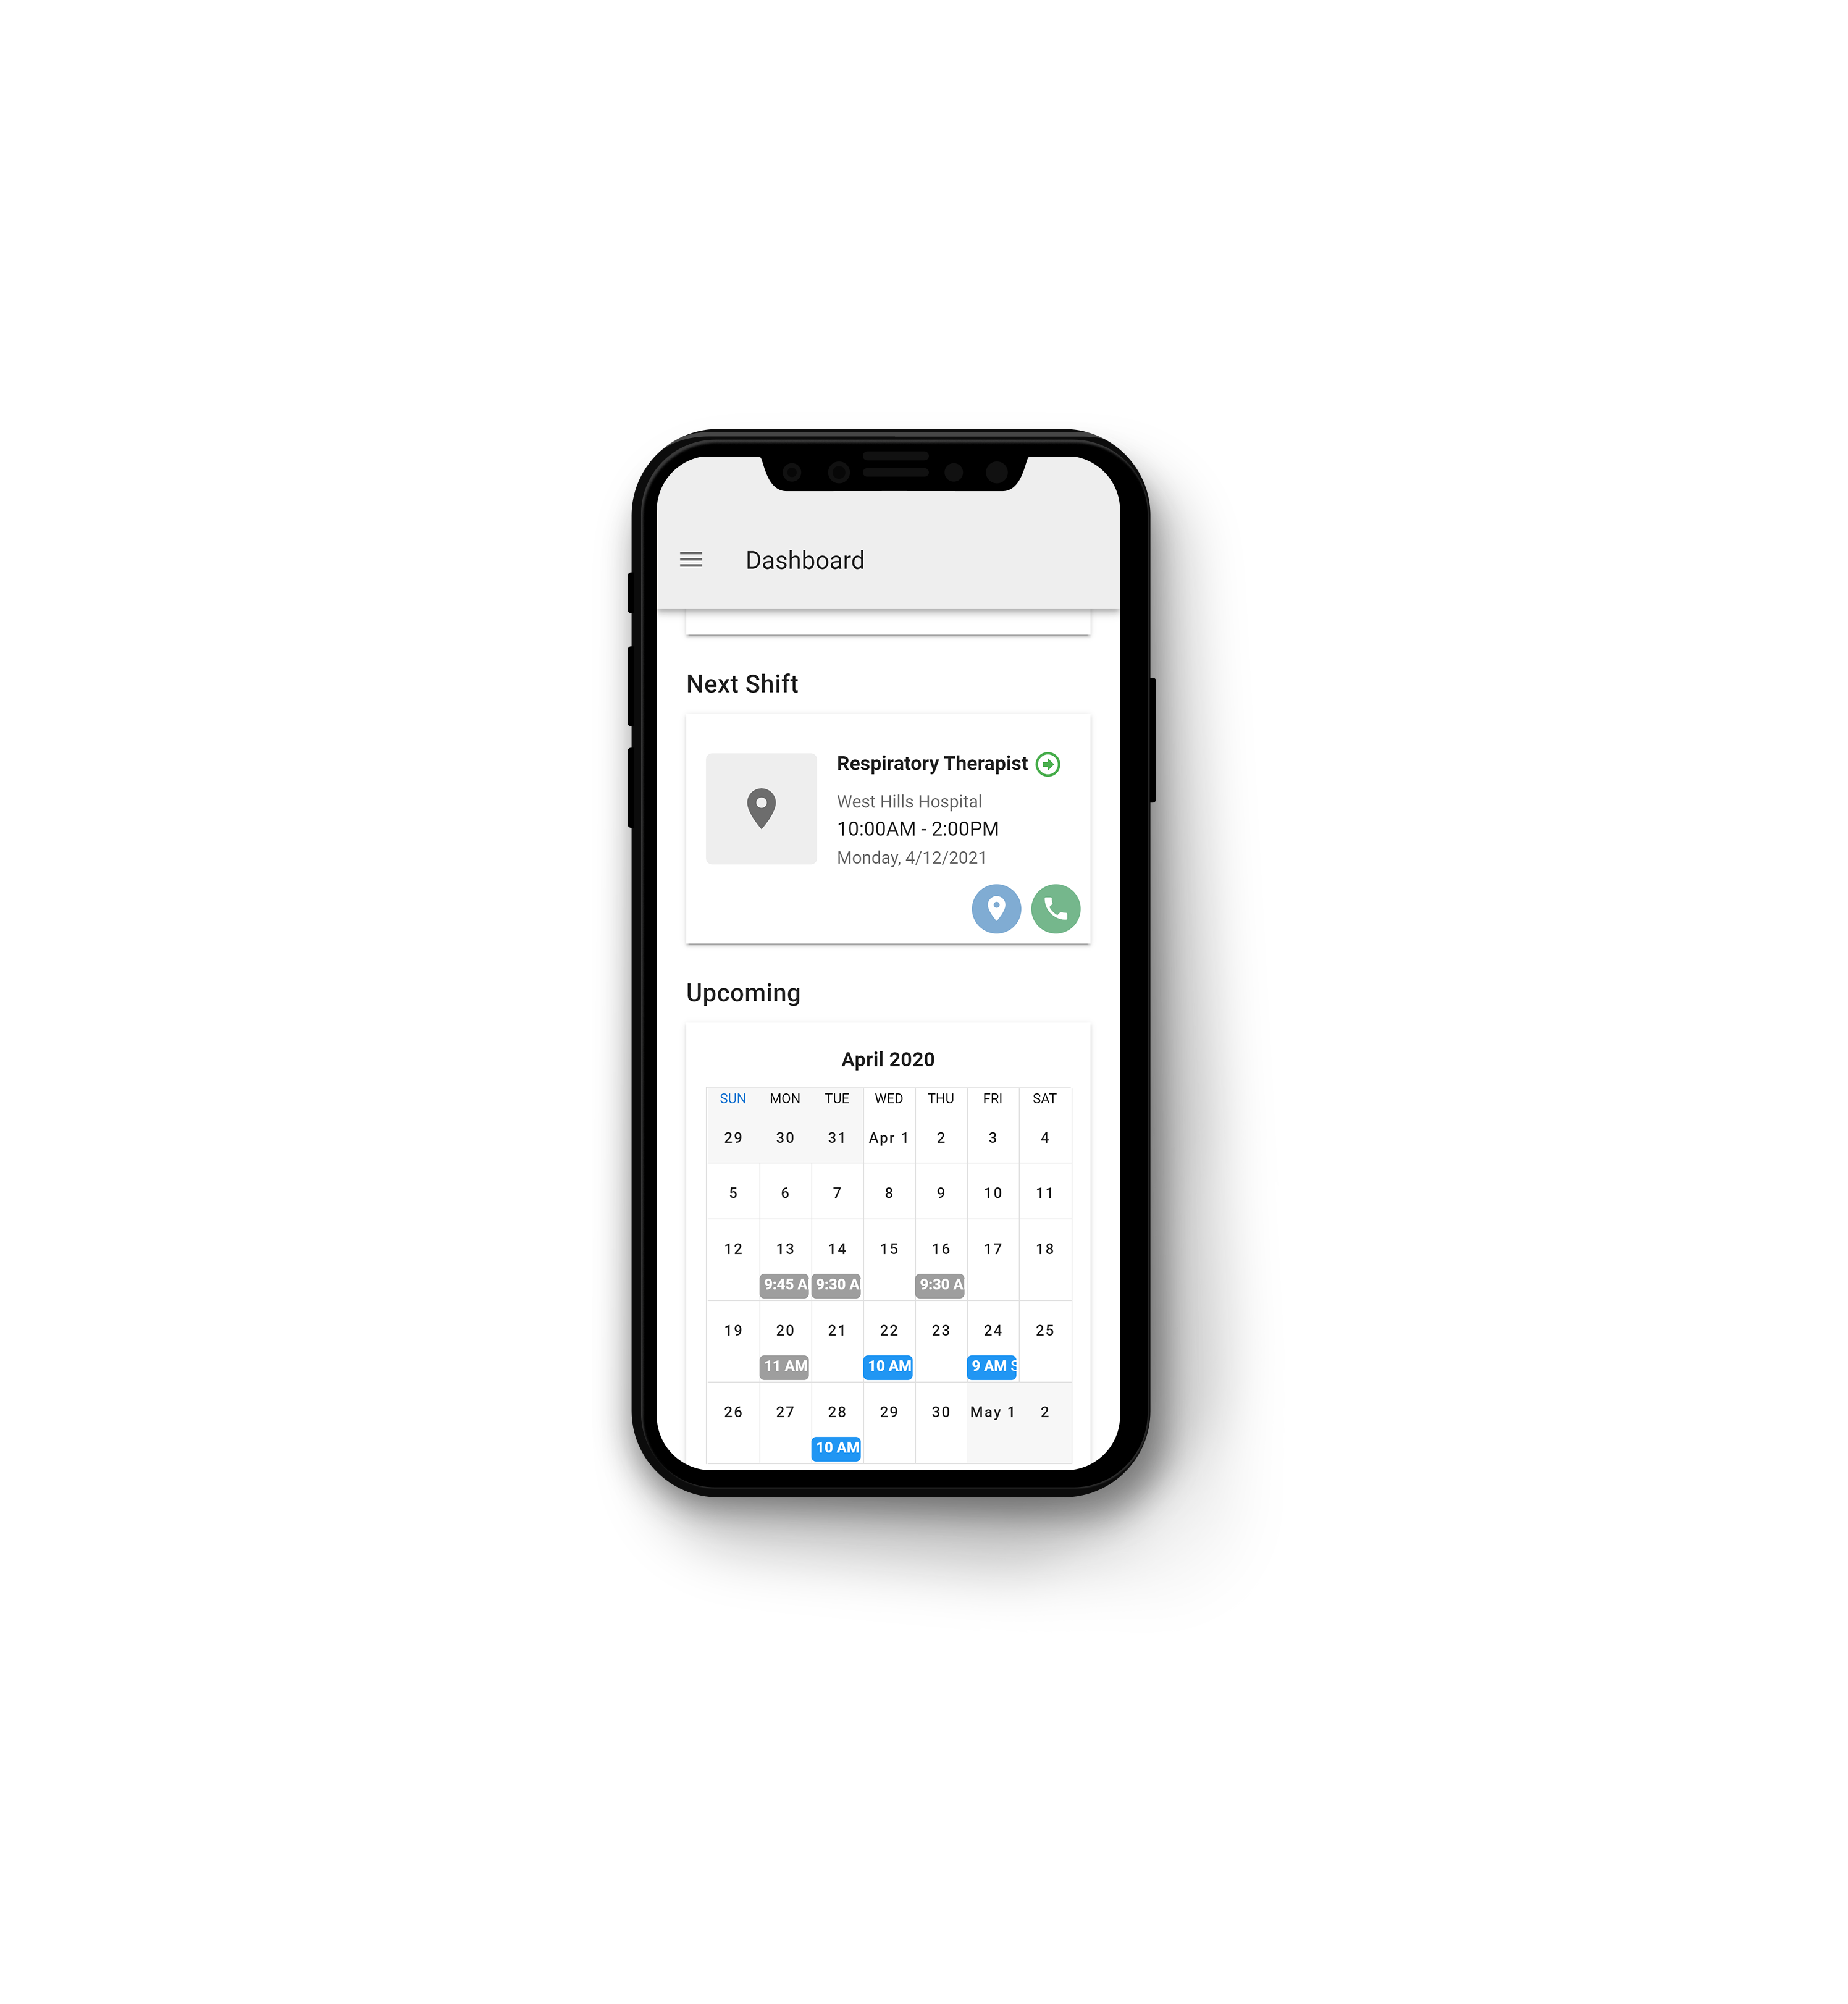 Dashboard
Next Shift
Respiratory Therapist
West Hills Hospital
10:00AM - 2:00PM
Monday, 4/12/2021
Upcoming
April 2020
SUN MON TUE WED THU FRI SAT
29 30 31 Apr 1 2 3 4
5 6 7 8 9 10 11
12 13 14 15 16 17 18
9:45 A 9:30 A 9:30 A
19 20 21 22 23 24 25
11 AM 10 AM 9 AM S
26 27 28 29 30 May 1 2
10 AM